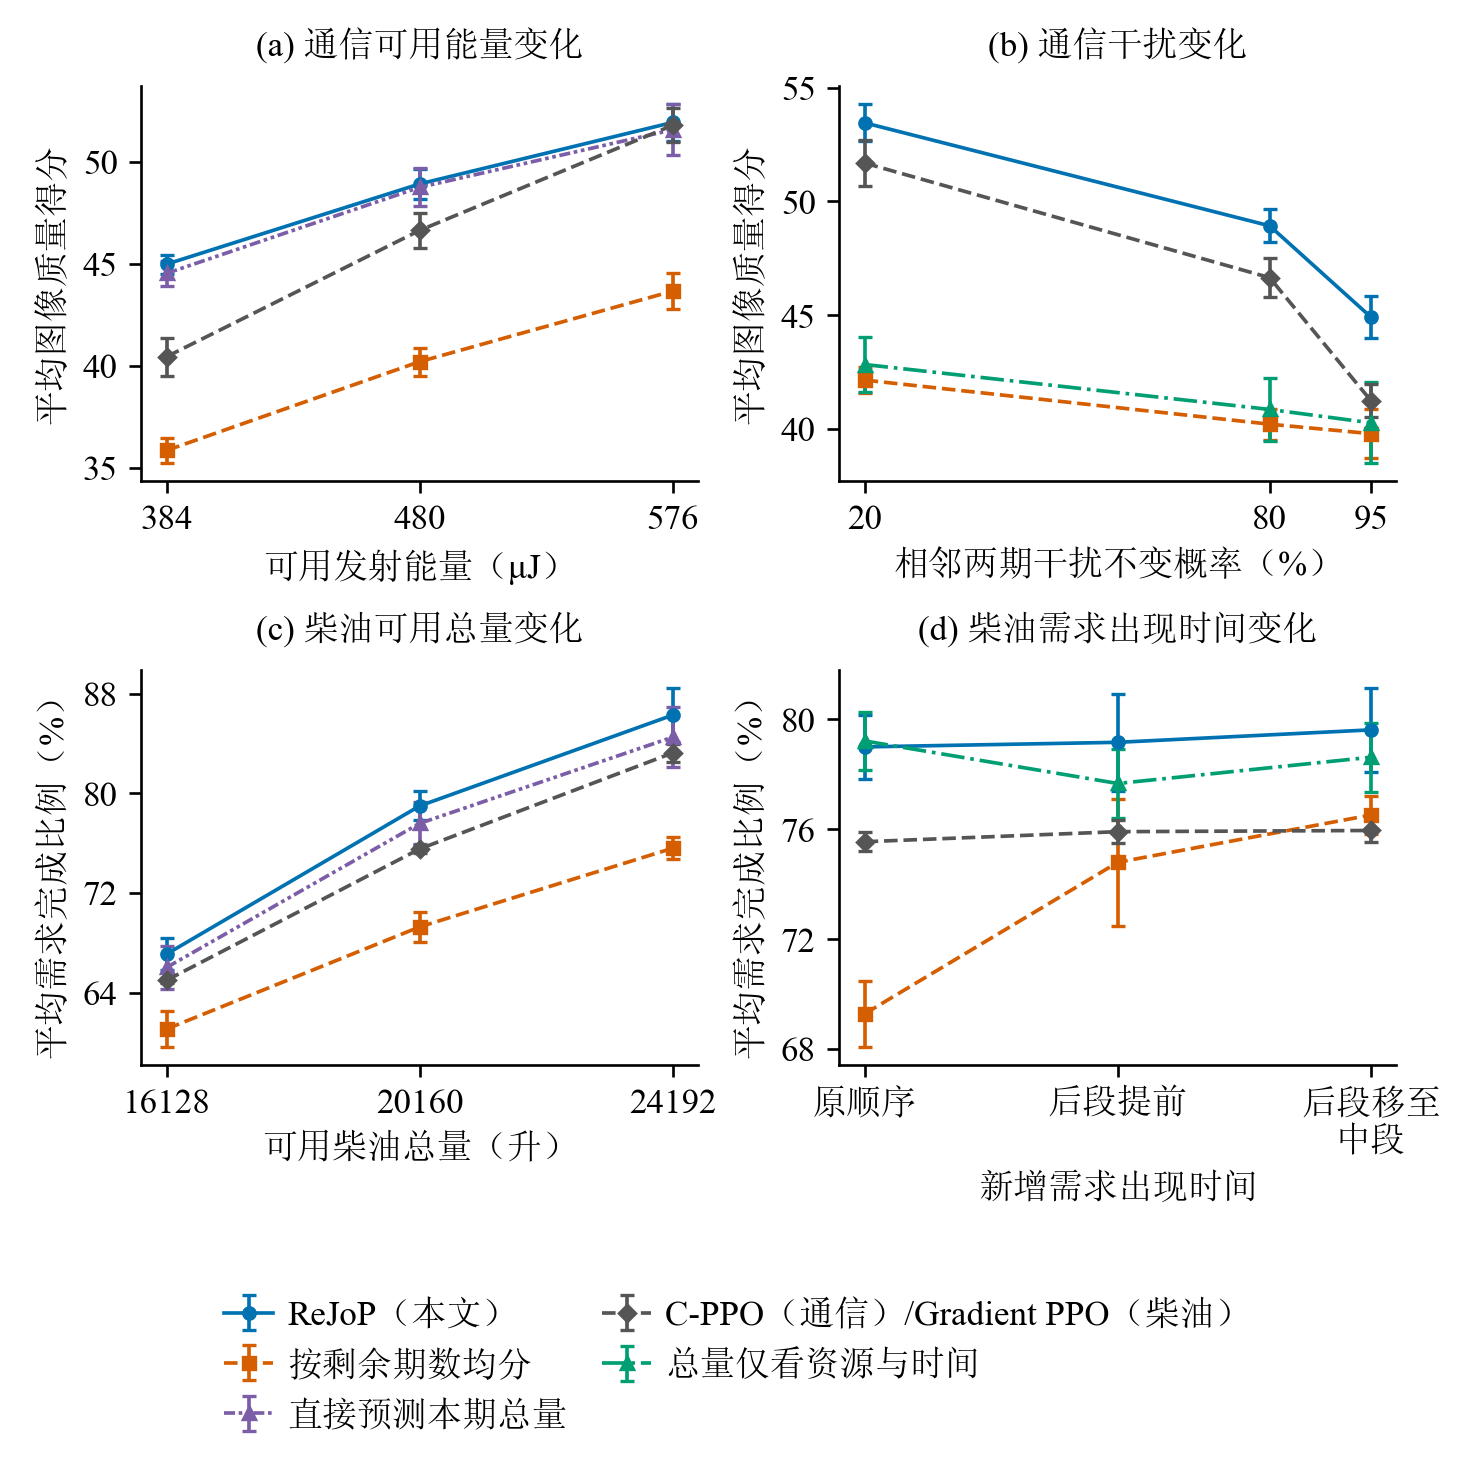 (a) 通信可用能量变化
平均图像质量得分
50
45
40
35
384 480 576
可用发射能量（μJ）
(b) 通信干扰变化
平均图像质量得分
55
50
45
40
20 80 95
相邻两期干扰不变概率（%）
(c) 柴油可用总量变化
平均需求完成比例（%）
88
80
72
64
16128 20160 24192
可用柴油总量（升）
(d) 柴油需求出现时间变化
平均需求完成比例（%）
80
76
72
68
原顺序 后段提前 后段移至
中段
新增需求出现时间
ReJoP（本文）
按剩余期数均分
直接预测本期总量
C-PPO（通信）/Gradient PPO（柴油）
总量仅看资源与时间